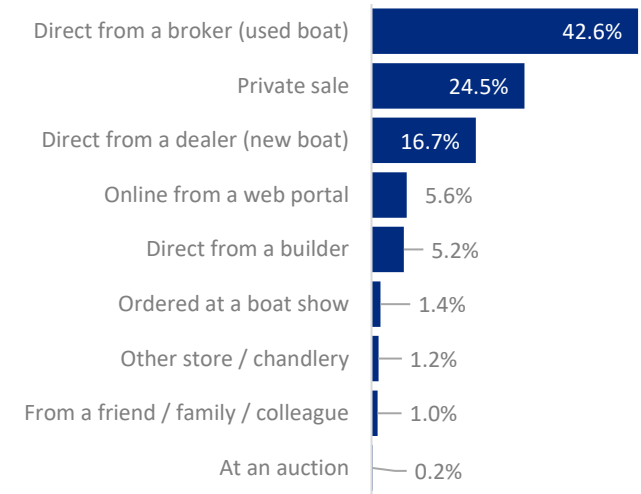 Direct from a broker (used boat) 42.6%
Private sale 24.5%
Direct from a dealer (new boat) 16.7%
Online from a web portal 5.6%
Direct from a builder 5.2%
Ordered at a boat show 1.4%
Other store / chandlery 1.2%
From a friend / family / colleague 1.0%
At an auction 0.2%